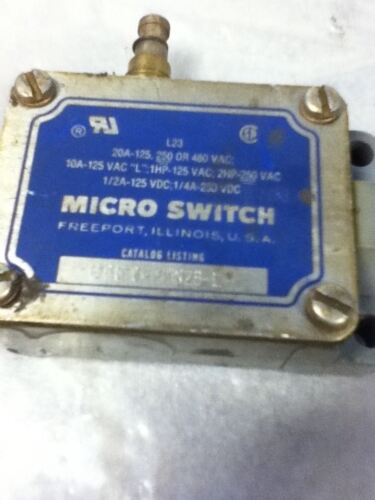 L23
20A-125, 250 OR 480 VAC;
10A-125 VAC "L"; 1HP-125 VAC; 2HP-250 VAC
1/2A-125 VDC; 1/4A-250 VDC
MICRO SWITCH
FREEPORT, ILLINOIS, U.S.A.
CATALOG LISTING